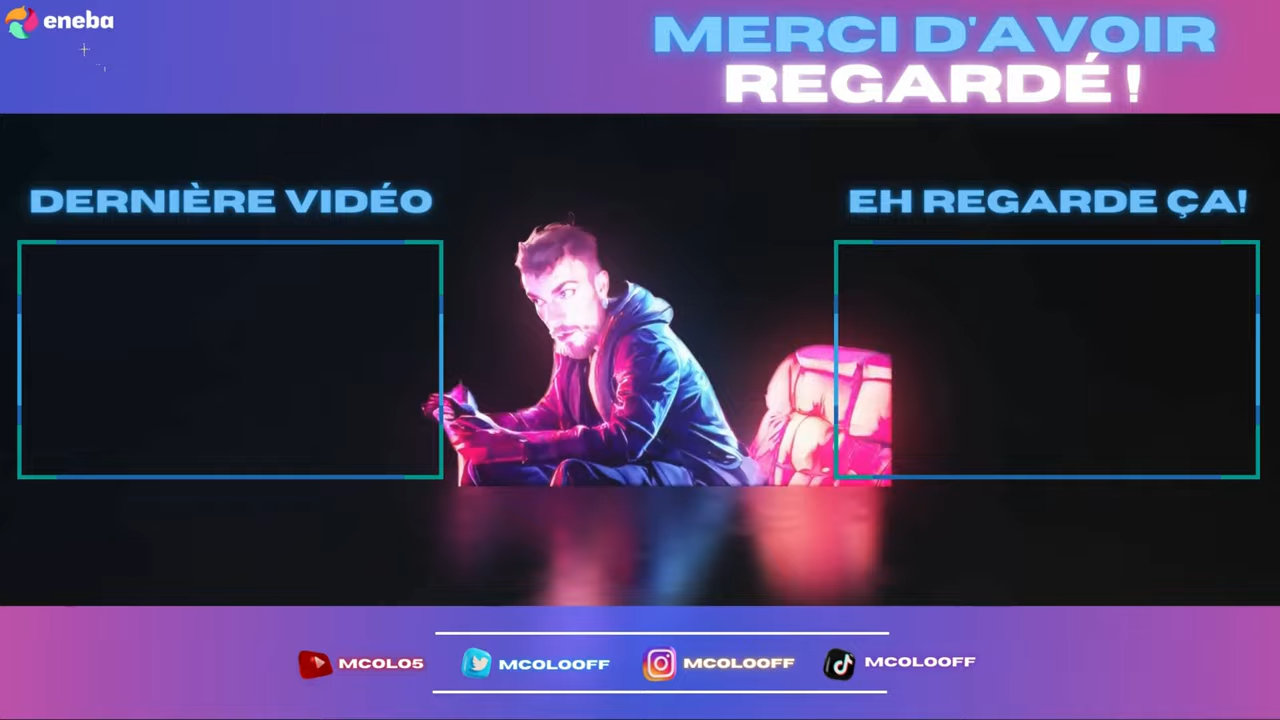 eneba
MERCI D'AVOIR
REGARDÉ !
DERNIÈRE VIDÉO
EH REGARDE ÇA!
MCOLO5
MCOLOOFF
MCOLOOFF
MCOLOOFF